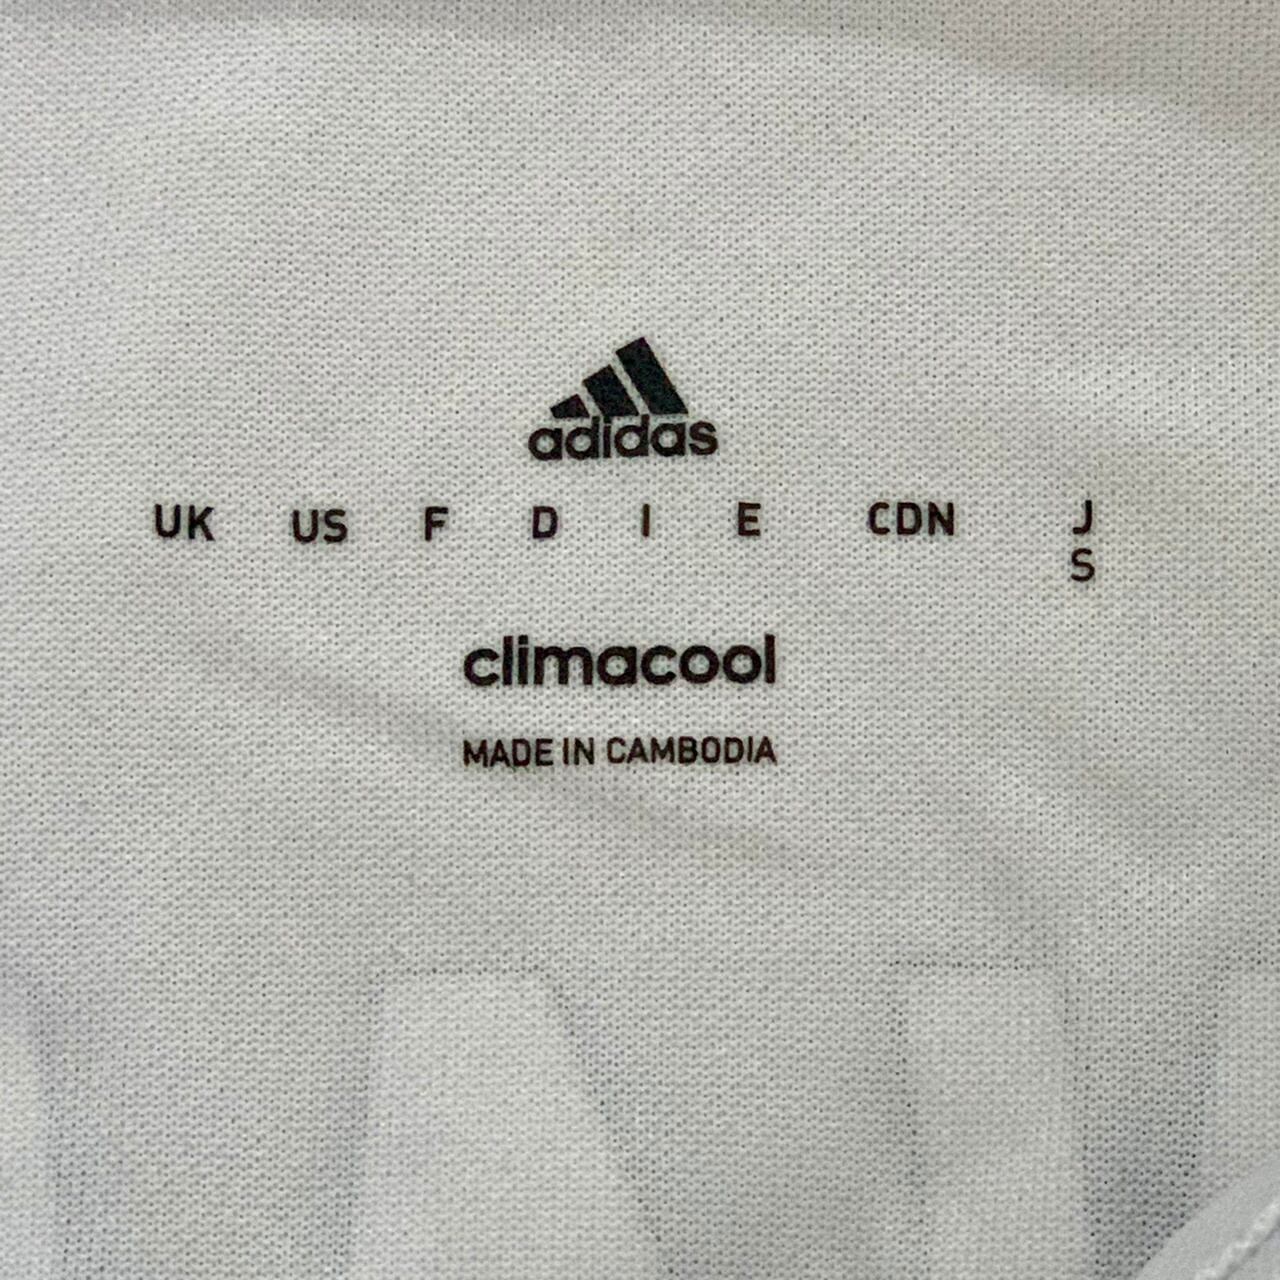 adidas
UK US F D I E CDN J
S
climacool
MADE IN CAMBODIA